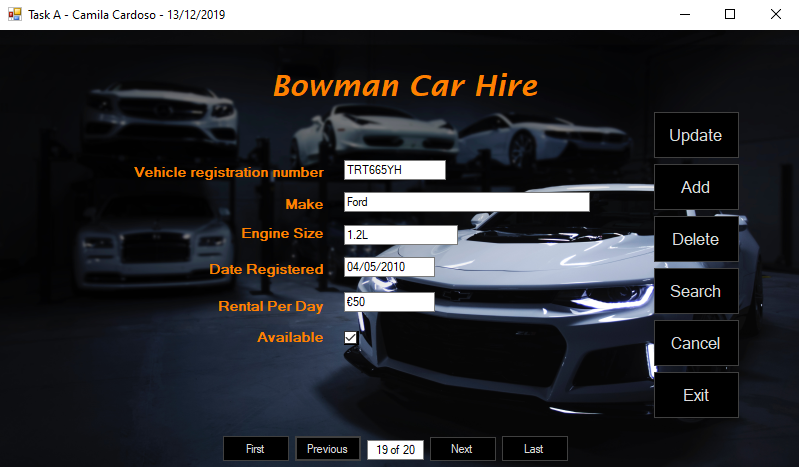 Task A - Camila Cardoso - 13/12/2019
Bowman Car Hire
Vehicle registration number TRT665YH
Make Ford
Engine Size 1.2L
Date Registered 04/05/2010
Rental Per Day €50
Available
Update
Add
Delete
Search
Cancel
Exit
First Previous 19 of 20 Next Last